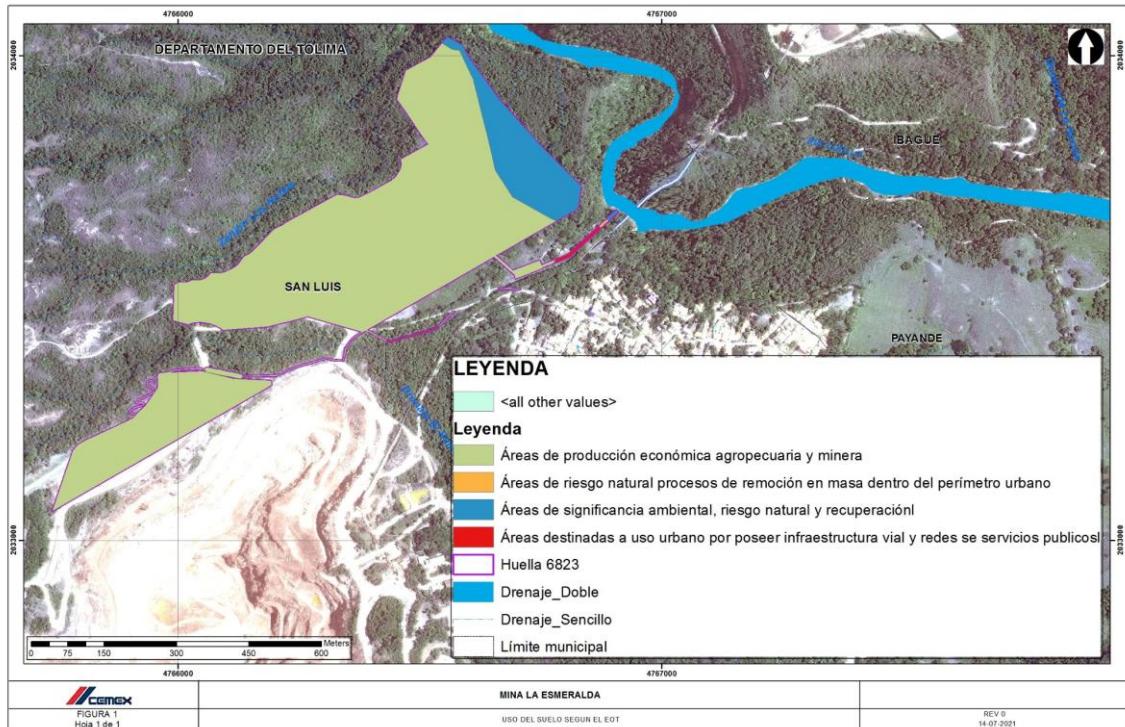 4766000
4767000
2034000
2034000
DEPARTAMENTO DEL TOLIMA
IBAGUE
SAN LUIS
PAYANDE
LEYENDA
<all other values>
Leyenda
Áreas de producción económica agropecuaria y minera
Áreas de riesgo natural procesos de remoción en masa dentro del perímetro urbano
Áreas de significancia ambiental, riesgo natural y recuperaciónl
Áreas destinadas a uso urbano por poseer infraestructura vial y redes se servicios publicosl
Huella 6823
Drenaje_Doble
Drenaje_Sencillo
Límite municipal
2033000
2033000
Meters
0 75 150 300 450 600
4766000
4767000
CEMEX
FIGURA 1
Hoja 1 de 1
MINA LA ESMERALDA
USO DEL SUELO SEGUN EL EOT
REV 0
14-07-2021